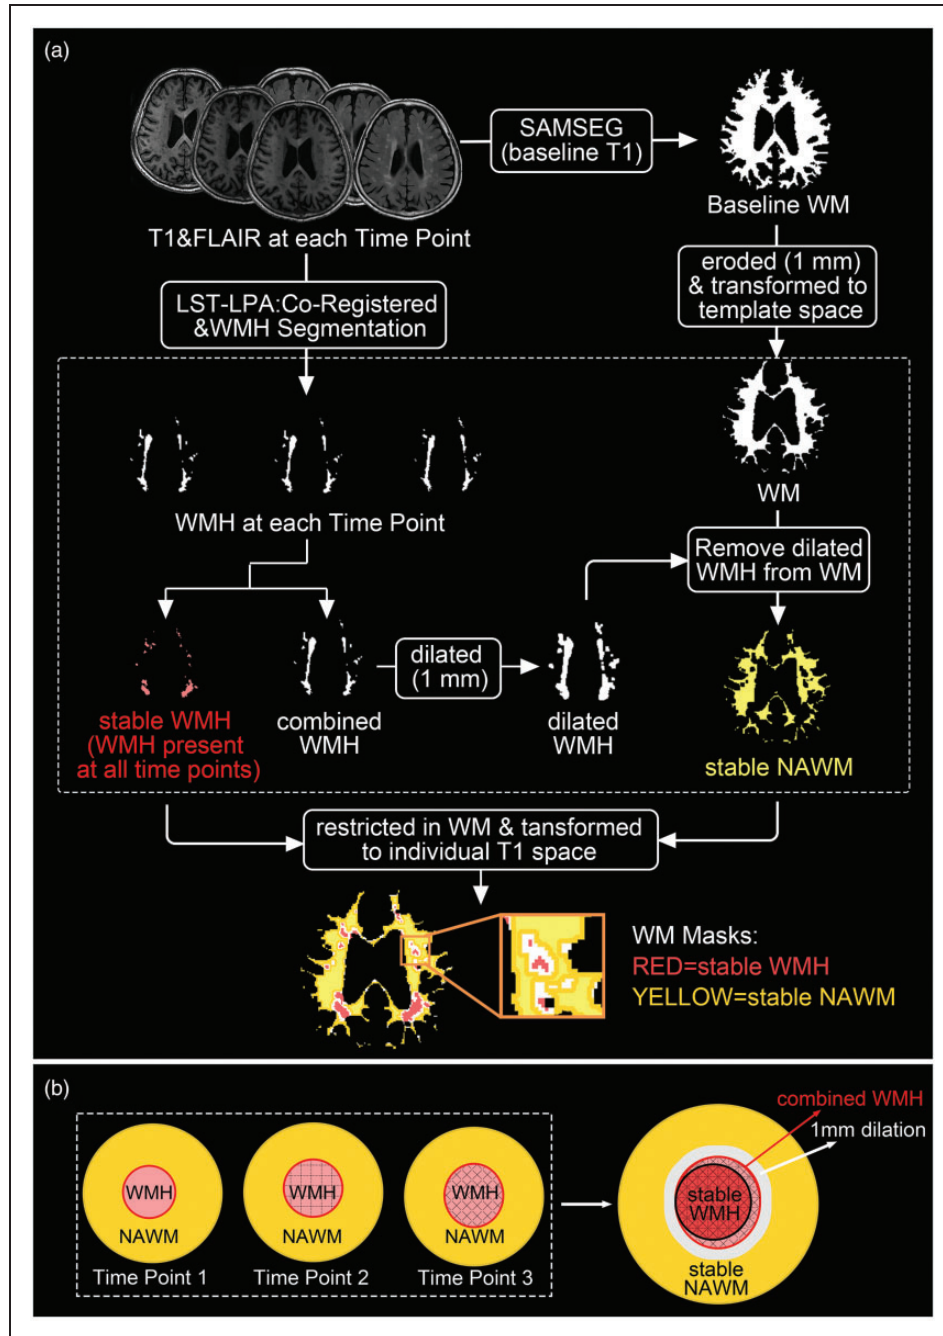 (a)
SAMSEG
(baseline T1)
Baseline WM
T1&FLAIR at each Time Point
eroded (1 mm)
& transformed to
template space
LST-LPA:Co-Registered
&WMH Segmentation
WM
WMH at each Time Point
Remove dilated
WMH from WM
dilated
(1 mm)
stable WMH
(WMH present
at all time points)
combined
WMH
dilated
WMH
stable NAWM
restricted in WM & tansformed
to individual T1 space
WM Masks:
RED=stable WMH
YELLOW=stable NAWM
(b)
combined WMH
1mm dilation
WMH
NAWM
Time Point 1
WMH
NAWM
Time Point 2
WMH
NAWM
Time Point 3
stable
WMH
stable
NAWM